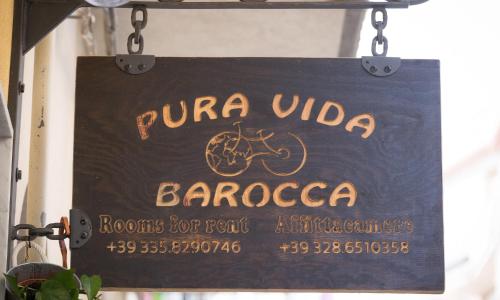 PURA VIDA
BAROCCA
Rooms for rent Affittacamere
+39 335.8290746 +39 328.6510358